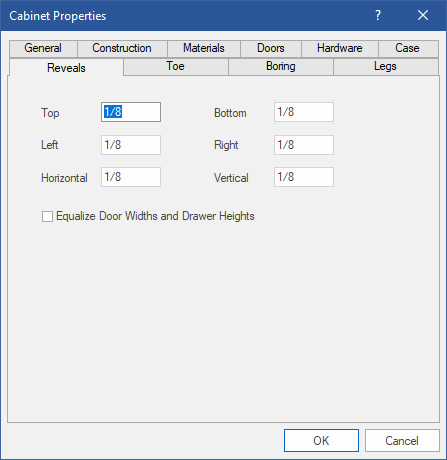 Cabinet Properties ?
General Construction Materials Doors Hardware Case
Reveals Toe Boring Legs
Top 1/8 Bottom 1/8
Left 1/8 Right 1/8
Horizontal 1/8 Vertical 1/8
Equalize Door Widths and Drawer Heights
OK Cancel